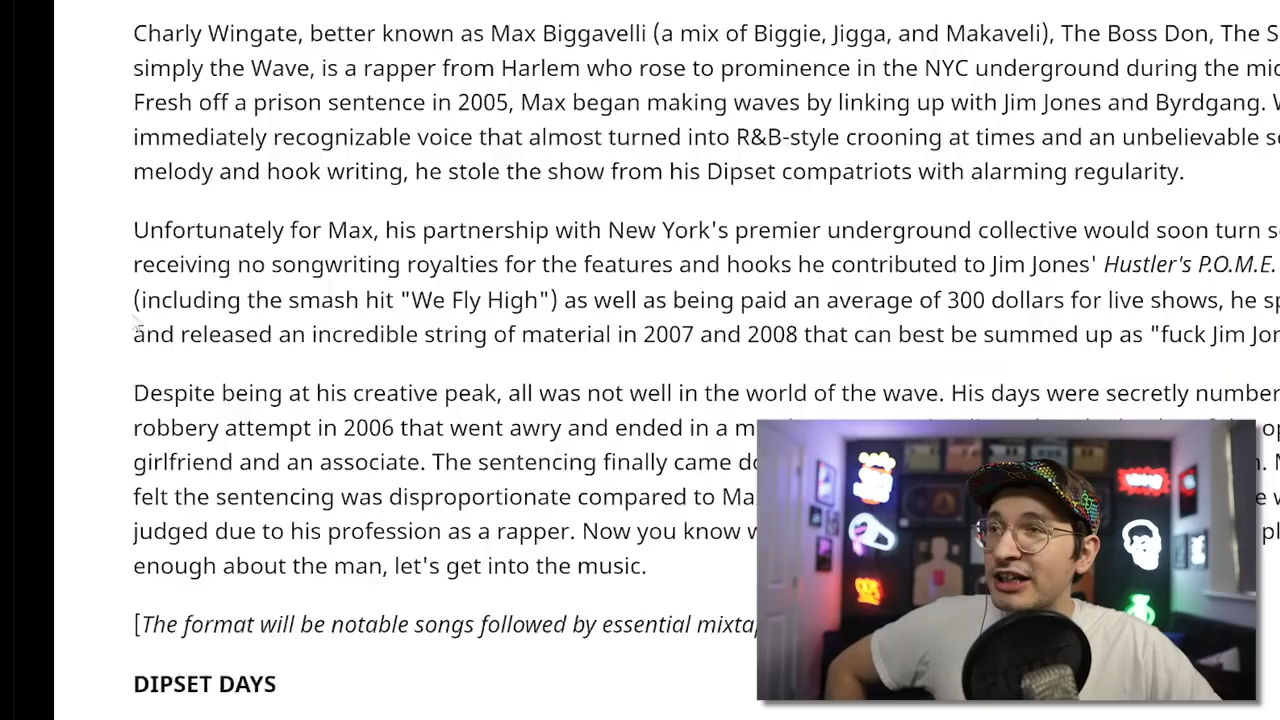 Charly Wingate, better known as Max Biggavelli (a mix of Biggie, Jigga, and Makaveli), The Boss Don, The
simply the Wave, is a rapper from Harlem who rose to prominence in the NYC underground during the
Fresh off a prison sentence in 2005, Max began making waves by linking up with Jim Jones and Byrdgang.
immediately recognizable voice that almost turned into R&B-style crooning at times and an unbelievable
melody and hook writing, he stole the show from his Dipset compatriots with alarming regularity.
Unfortunately for Max, his partnership with New York's premier underground collective would soon turn
receiving no songwriting royalties for the features and hooks he contributed to Jim Jones' Hustler's P.O.M.E.
(including the smash hit "We Fly High") as well as being paid an average of 300 dollars for live shows, he
and released an incredible string of material in 2007 and 2008 that can best be summed up as "fuck Jim
Despite being at his creative peak, all was not well in the world of the wave. His days were secretly
robbery attempt in 2006 that went awry and ended in a
girlfriend and an associate. The sentencing finally came
felt the sentencing was disproportionate compared to
judged due to his profession as a rapper. Now you know
enough about the man, let's get into the music.
[The format will be notable songs followed by essential
DIPSET DAYS